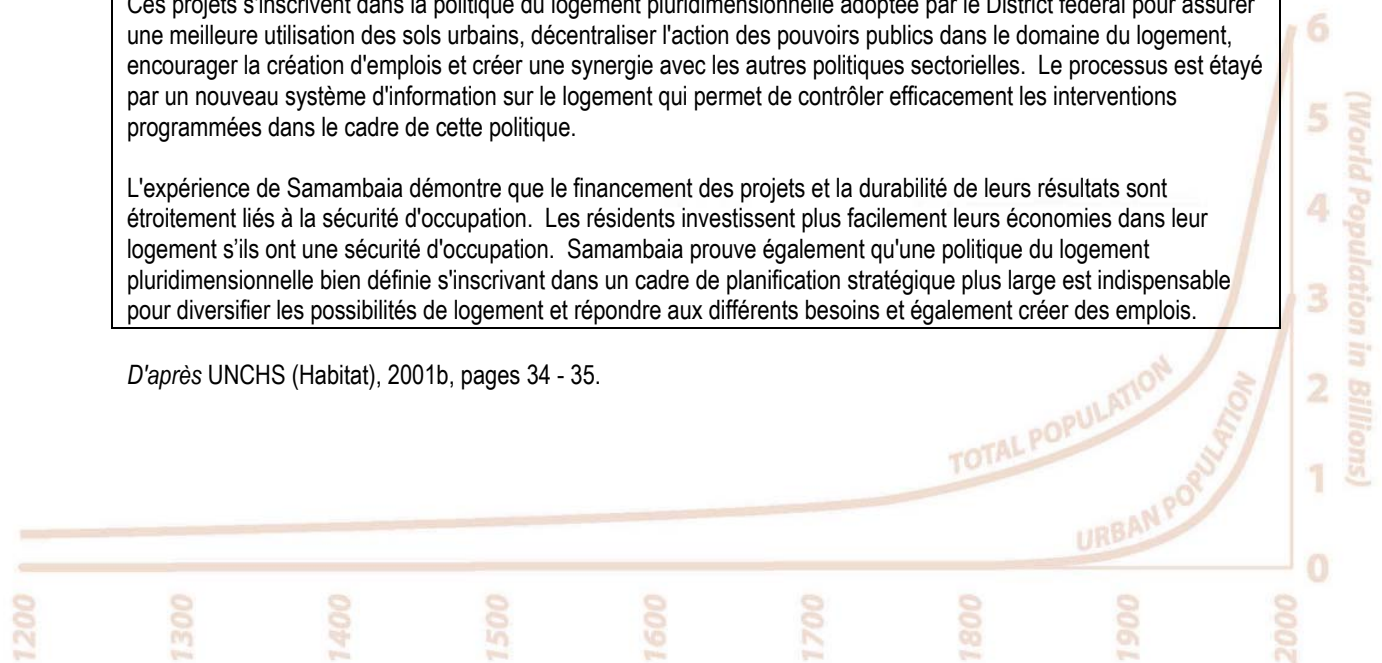 Ces projets s'inscrivent dans la politique du logement pluridimensionnelle adoptée par le District fédéral pour assurer
une meilleure utilisation des sols urbains, décentraliser l'action des pouvoirs publics dans le domaine du logement,
encourager la création d'emplois et créer une synergie avec les autres politiques sectorielles.  Le processus est étayé
par un nouveau système d'information sur le logement qui permet de contrôler efficacement les interventions
programmées dans le cadre de cette politique.
L'expérience de Samambaia démontre que le financement des projets et la durabilité de leurs résultats sont
étroitement liés à la sécurité d'occupation.  Les résidents investissent plus facilement leurs économies dans leur
logement s’ils ont une sécurité d'occupation.  Samambaia prouve également qu'une politique du logement
pluridimensionnelle bien définie s'inscrivant dans un cadre de planification stratégique plus large est indispensable
pour diversifier les possibilités de logement et répondre aux différents besoins et également créer des emplois.
D'après UNCHS (Habitat), 2001b, pages 34 - 35.
TOTAL POPULATION
URBAN POPULATION
6
5
4
3
2
1
0
(World Population in Billions)
1200
1300
1400
1500
1600
1700
1800
1900
2000